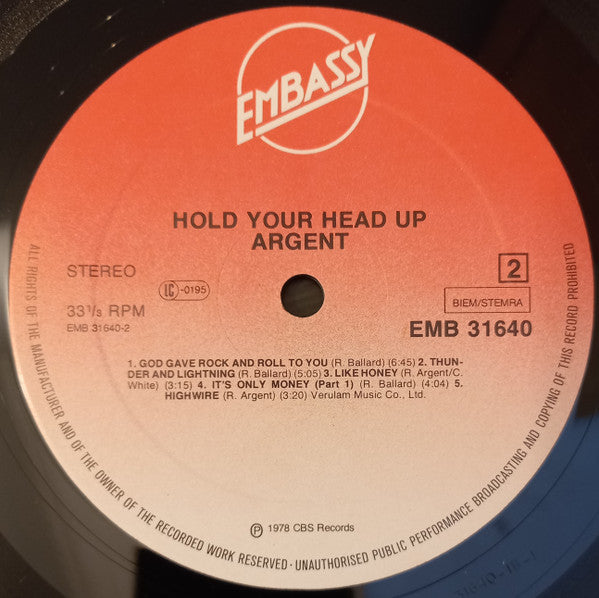 EMBASSY
HOLD YOUR HEAD UP
ARGENT
STEREO
LC-0195
2
33⅓ RPM
BIEM/STEMRA
EMB 31640-2
EMB 31640
1. GOD GAVE ROCK AND ROLL TO YOU (R. Ballard) (6:45) 2. THUN-
DER AND LIGHTNING (R. Ballard) (5:05) 3. LIKE HONEY (R. Argent/C.
White) (3:15) 4. IT'S ONLY MONEY (Part 1) (R. Ballard) (4:04) 5.
HIGHWIRE (R. Argent) (3:20) Verulam Music Co., Ltd.
℗ 1978 CBS Records
ALL RIGHTS OF THE MANUFACTURER AND OF THE OWNER OF THE RECORDED WORK RESERVED · UNAUTHORISED PUBLIC PERFORMANCE BROADCASTING AND COPYING OF THIS RECORD PROHIBITED